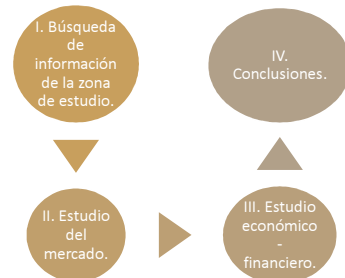 I. Búsqueda
de
información
de la zona
de estudio.
II. Estudio
del
mercado.
III. Estudio
económico
-
financiero.
IV.
Conclusiones.